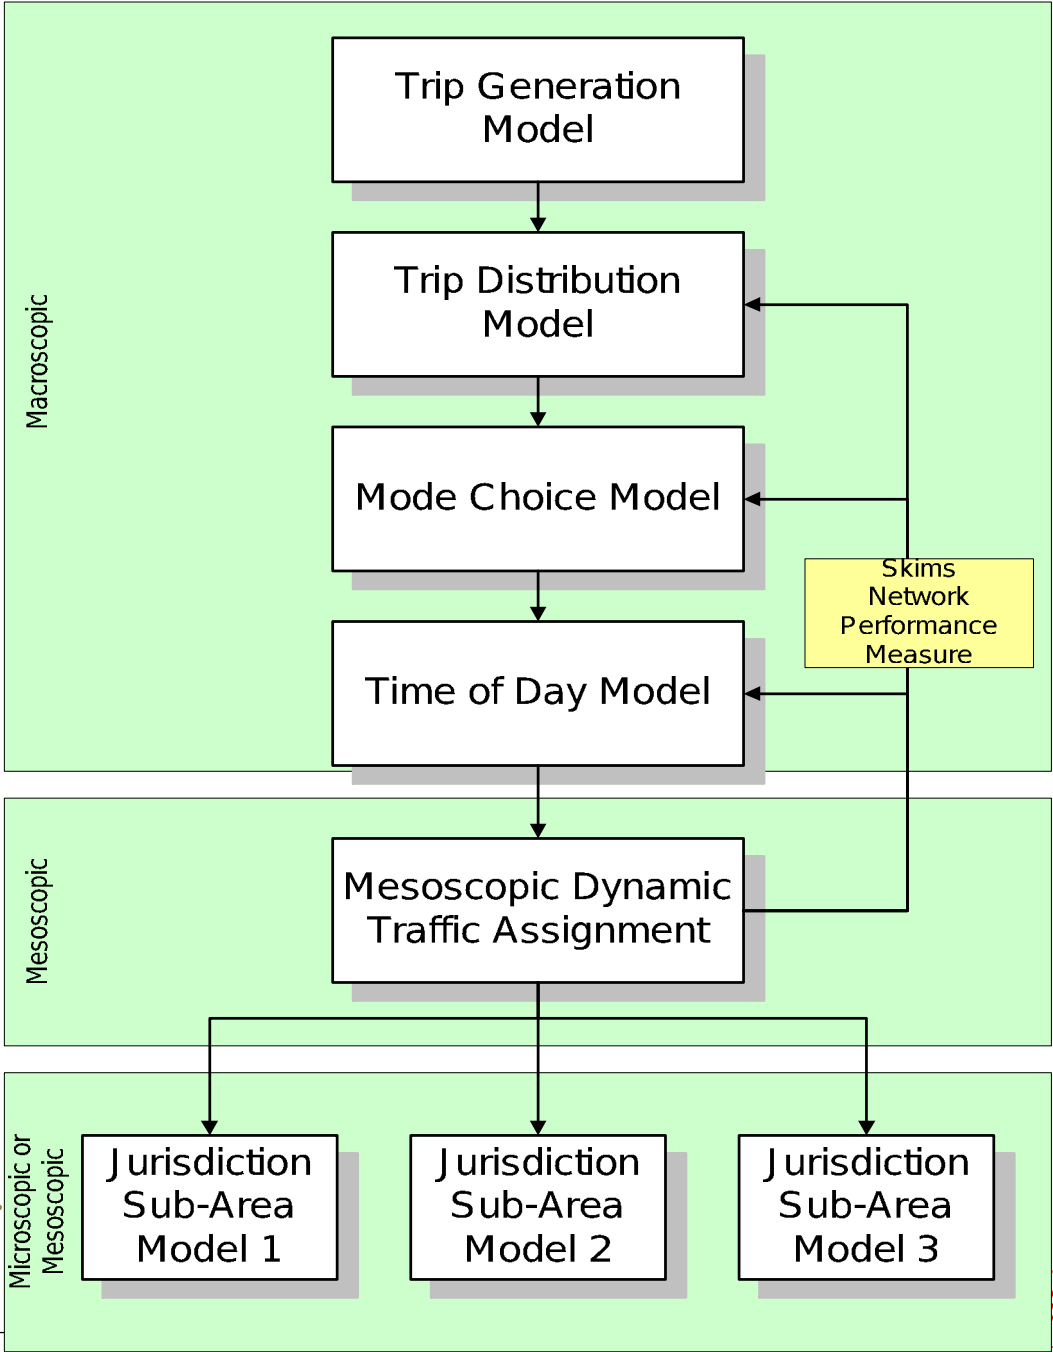 Trip Generation
Model
Macroscopic
Trip Distribution
Model
Mode Choice Model
Skims
Network
Performance
Measure
Time of Day Model
Mesoscopic
Mesoscopic Dynamic
Traffic Assignment
Microscopic or
Mesoscopic
Jurisdiction
Sub-Area
Model 1
Jurisdiction
Sub-Area
Model 2
Jurisdiction
Sub-Area
Model 3